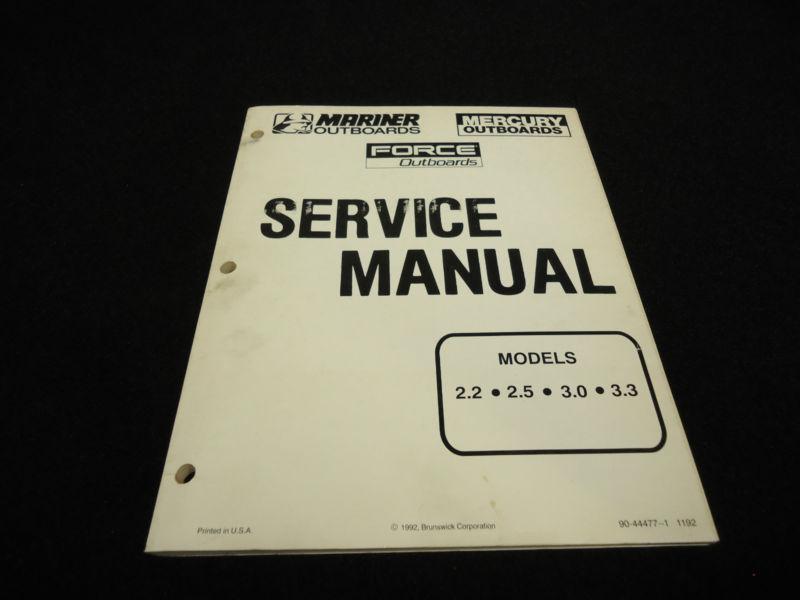 MARINER
OUTBOARDS
MERCURY
OUTBOARDS
FORCE
Outboards
SERVICE
MANUAL
MODELS
2.2 • 2.5 • 3.0 • 3.3
Printed in U.S.A.
© 1992, Brunswick Corporation
90-44477--1 1192